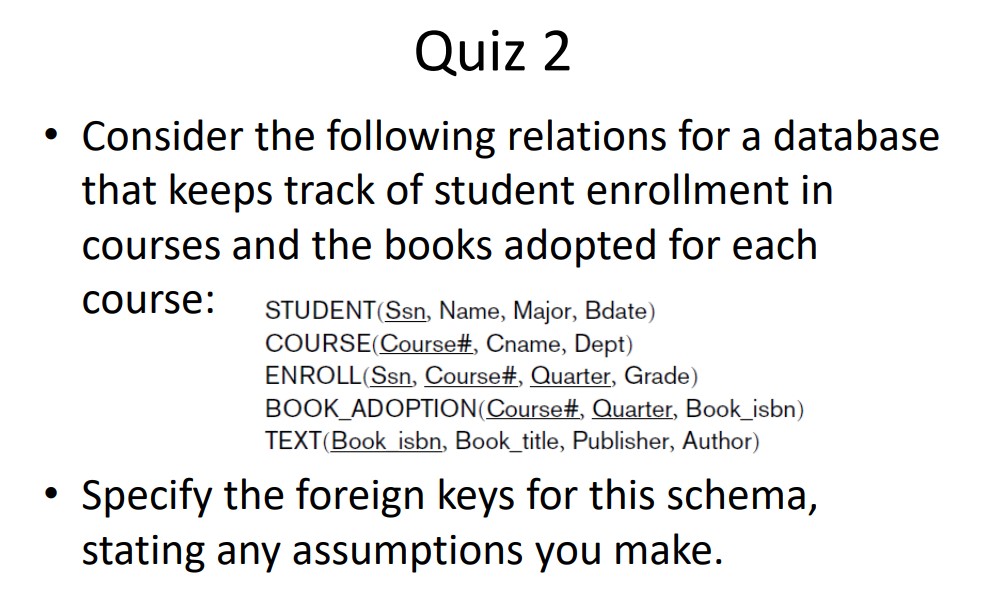 Quiz 2
• Consider the following relations for a database
that keeps track of student enrollment in
courses and the books adopted for each
course:
STUDENT(Ssn, Name, Major, Bdate)
COURSE(Course#, Cname, Dept)
ENROLL(Ssn, Course#, Quarter, Grade)
BOOK_ADOPTION(Course#, Quarter, Book_isbn)
TEXT(Book_isbn, Book_title, Publisher, Author)
• Specify the foreign keys for this schema,
stating any assumptions you make.